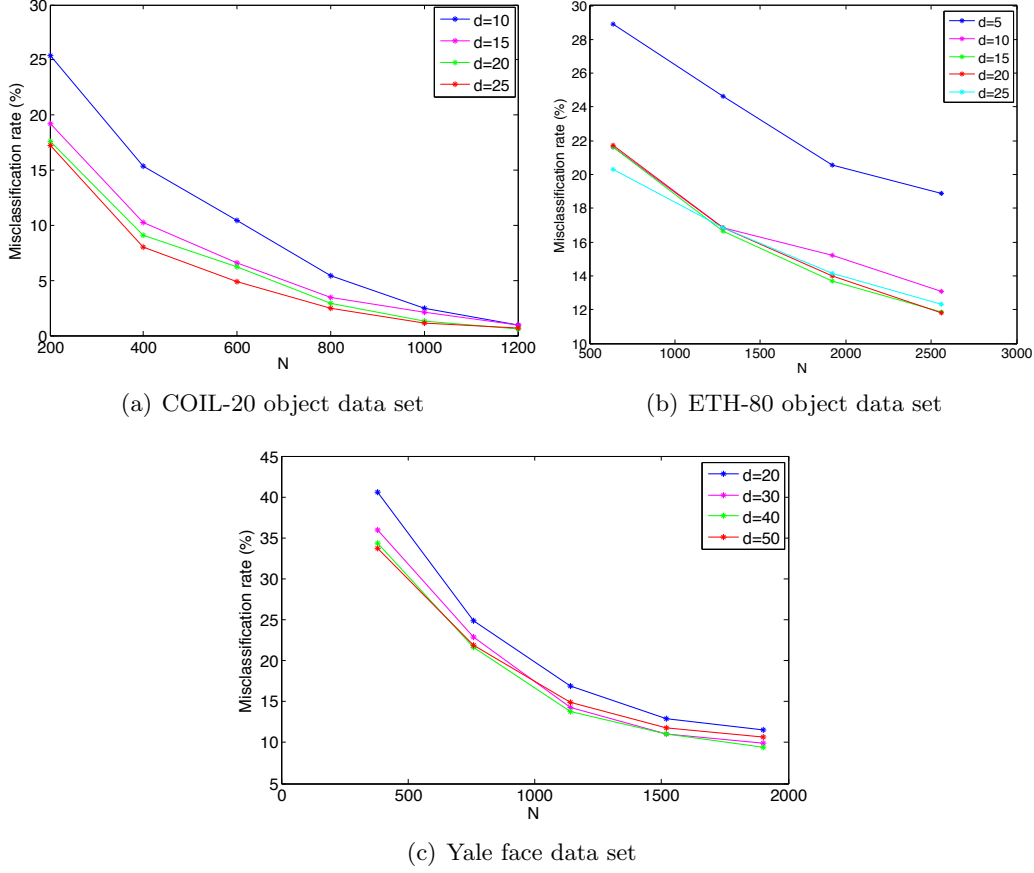 30
25
20
15
10
5
0
200
400
600
800
1000
1200
N
Misclassification rate (%)
d=10
d=15
d=20
d=25
(a) COIL-20 object data set
30
28
26
24
22
20
18
16
14
12
10
500
1000
1500
2000
2500
3000
N
Misclassification rate (%)
d=5
d=10
d=15
d=20
d=25
(b) ETH-80 object data set
45
40
35
30
25
20
15
10
5
0
500
1000
1500
2000
N
Misclassification rate (%)
d=20
d=30
d=40
d=50
(c) Yale face data set